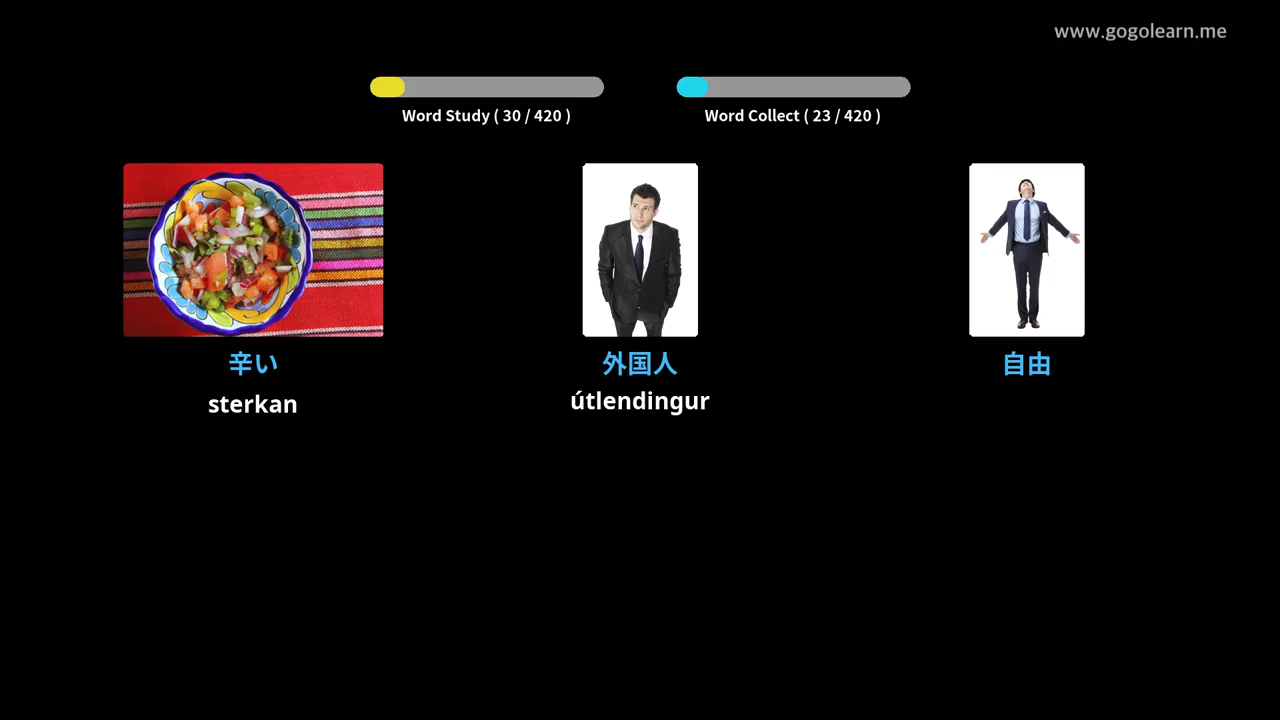 www.gogolearn.me
Word Study ( 30 / 420 )
Word Collect ( 23 / 420 )
辛い
外国人
自由
sterkan
útlendingur